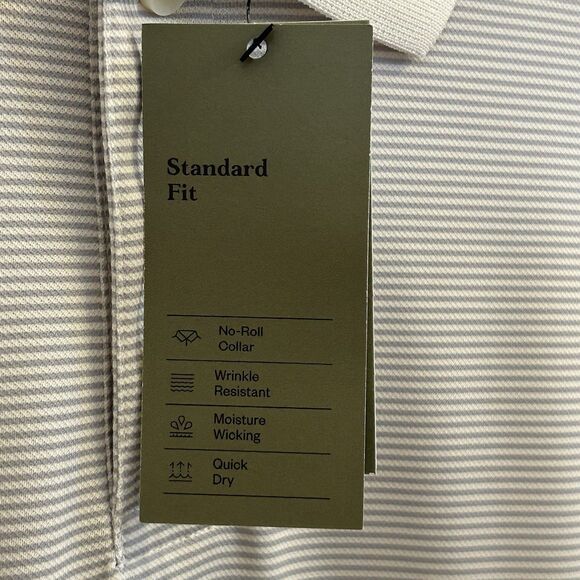 Standard
Fit
No-Roll
Collar
Wrinkle
Resistant
Moisture
Wicking
Quick
Dry